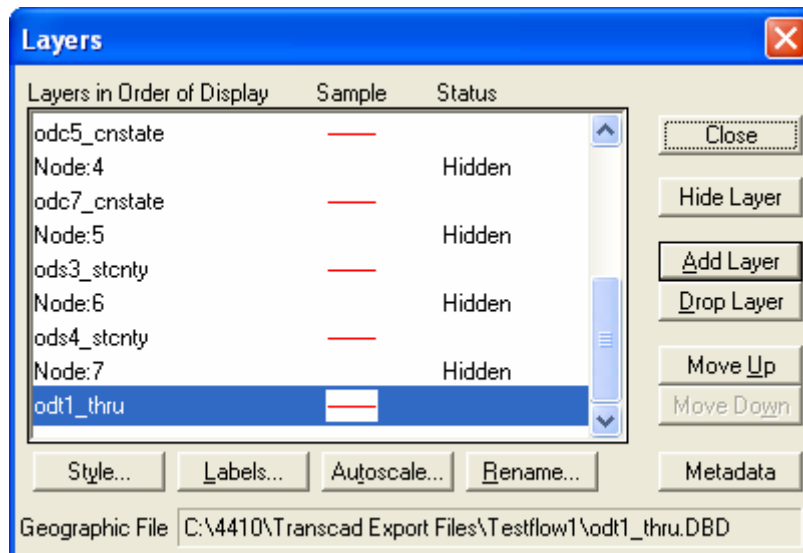 Layers
Layers in Order of Display Sample Status
odc5_cnstate
Node:4 Hidden
odc7_cnstate
Node:5 Hidden
ods3_stcnty
Node:6 Hidden
ods4_stcnty
Node:7 Hidden
odt1_thru
Close
Hide Layer
Add Layer
Drop Layer
Move Up
Move Down
Style... Labels... Autoscale... Rename... Metadata
Geographic File C:\4410\Transcad Export Files\Testflow1\odt1_thru.DBD